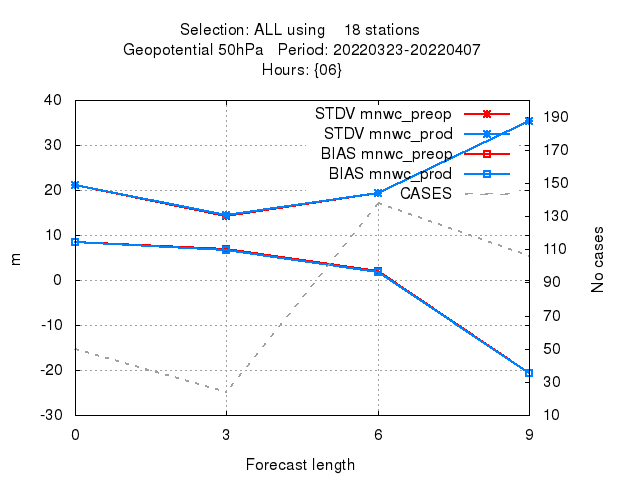 Selection: ALL using 18 stations
Geopotential 50hPa Period: 20220323-20220407
Hours: {06}
40
30
20
10
0
-10
-20
-30
m
STDV mnwc_preop
STDV mnwc_prod
BIAS mnwc_preop
BIAS mnwc_prod
CASES
190
170
150
130
110
90
70
50
30
10
No cases
0 3 6 9
Forecast length